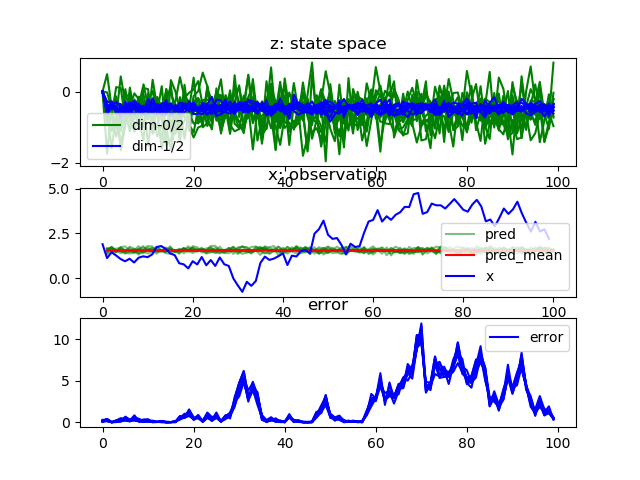 z: state space
0
−2
dim-0/2
dim-1/2
0 20 40 60 80 100
x: observation
5.0
2.5
0.0
pred
pred_mean
x
0 20 40 60 80 100
error
10
5
0
error
0 20 40 60 80 100